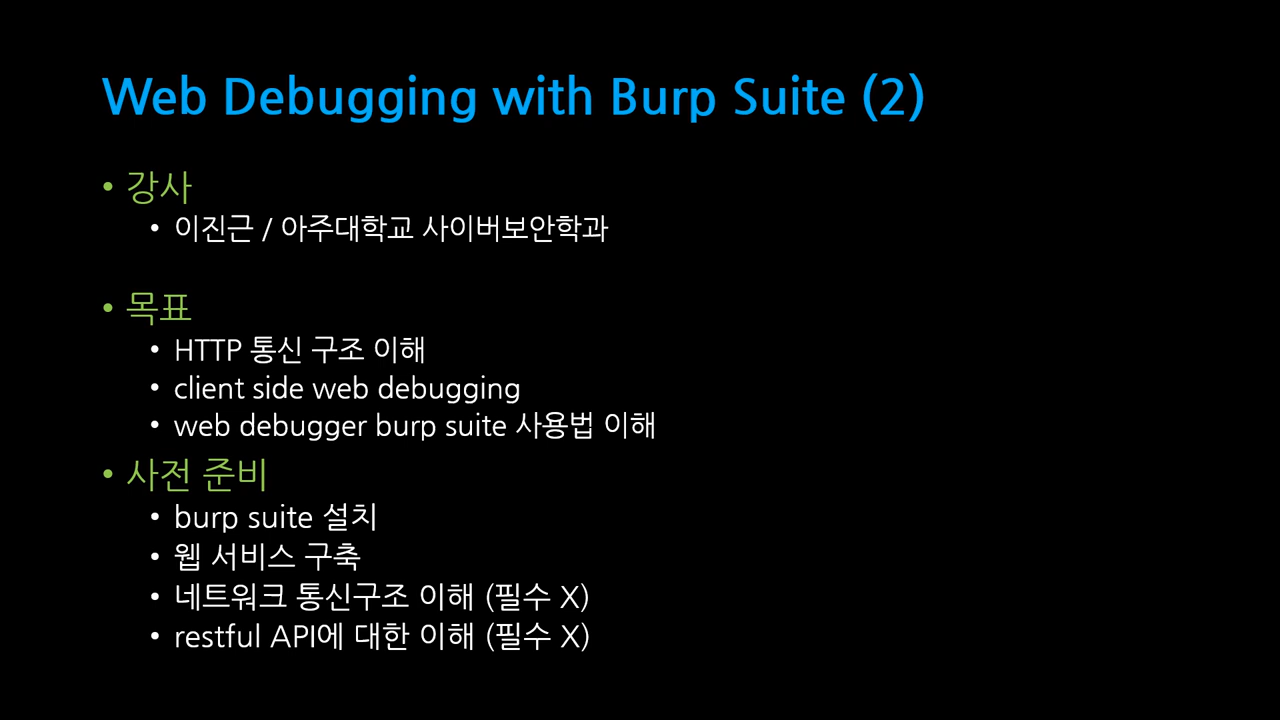 Web Debugging with Burp Suite (2)
• 강사
• 이진근 / 아주대학교 사이버보안학과
• 목표
• HTTP 통신 구조 이해
• client side web debugging
• web debugger burp suite 사용법 이해
• 사전 준비
• burp suite 설치
• 웹 서비스 구축
• 네트워크 통신구조 이해 (필수 X)
• restful API에 대한 이해 (필수 X)